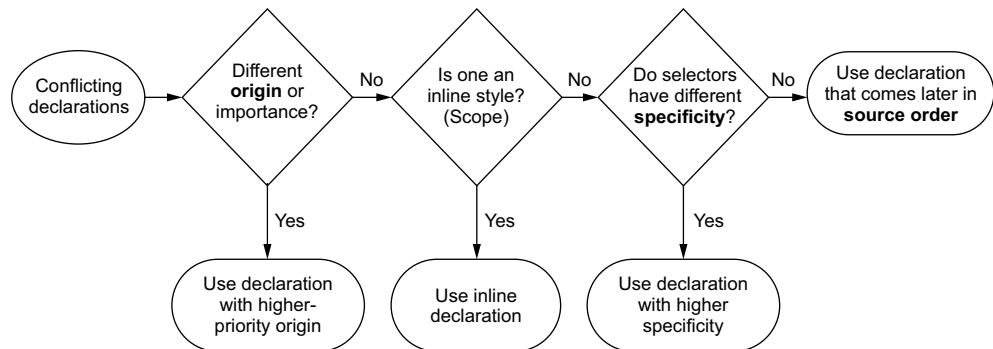 Conflicting
declarations
Different
origin or
importance?
No
Is one an
inline style?
(Scope)
No
Do selectors
have different
specificity?
No
Use declaration
that comes later in
source order
Yes
Use declaration
with higher-
priority origin
Yes
Use inline
declaration
Yes
Use declaration
with higher
specificity